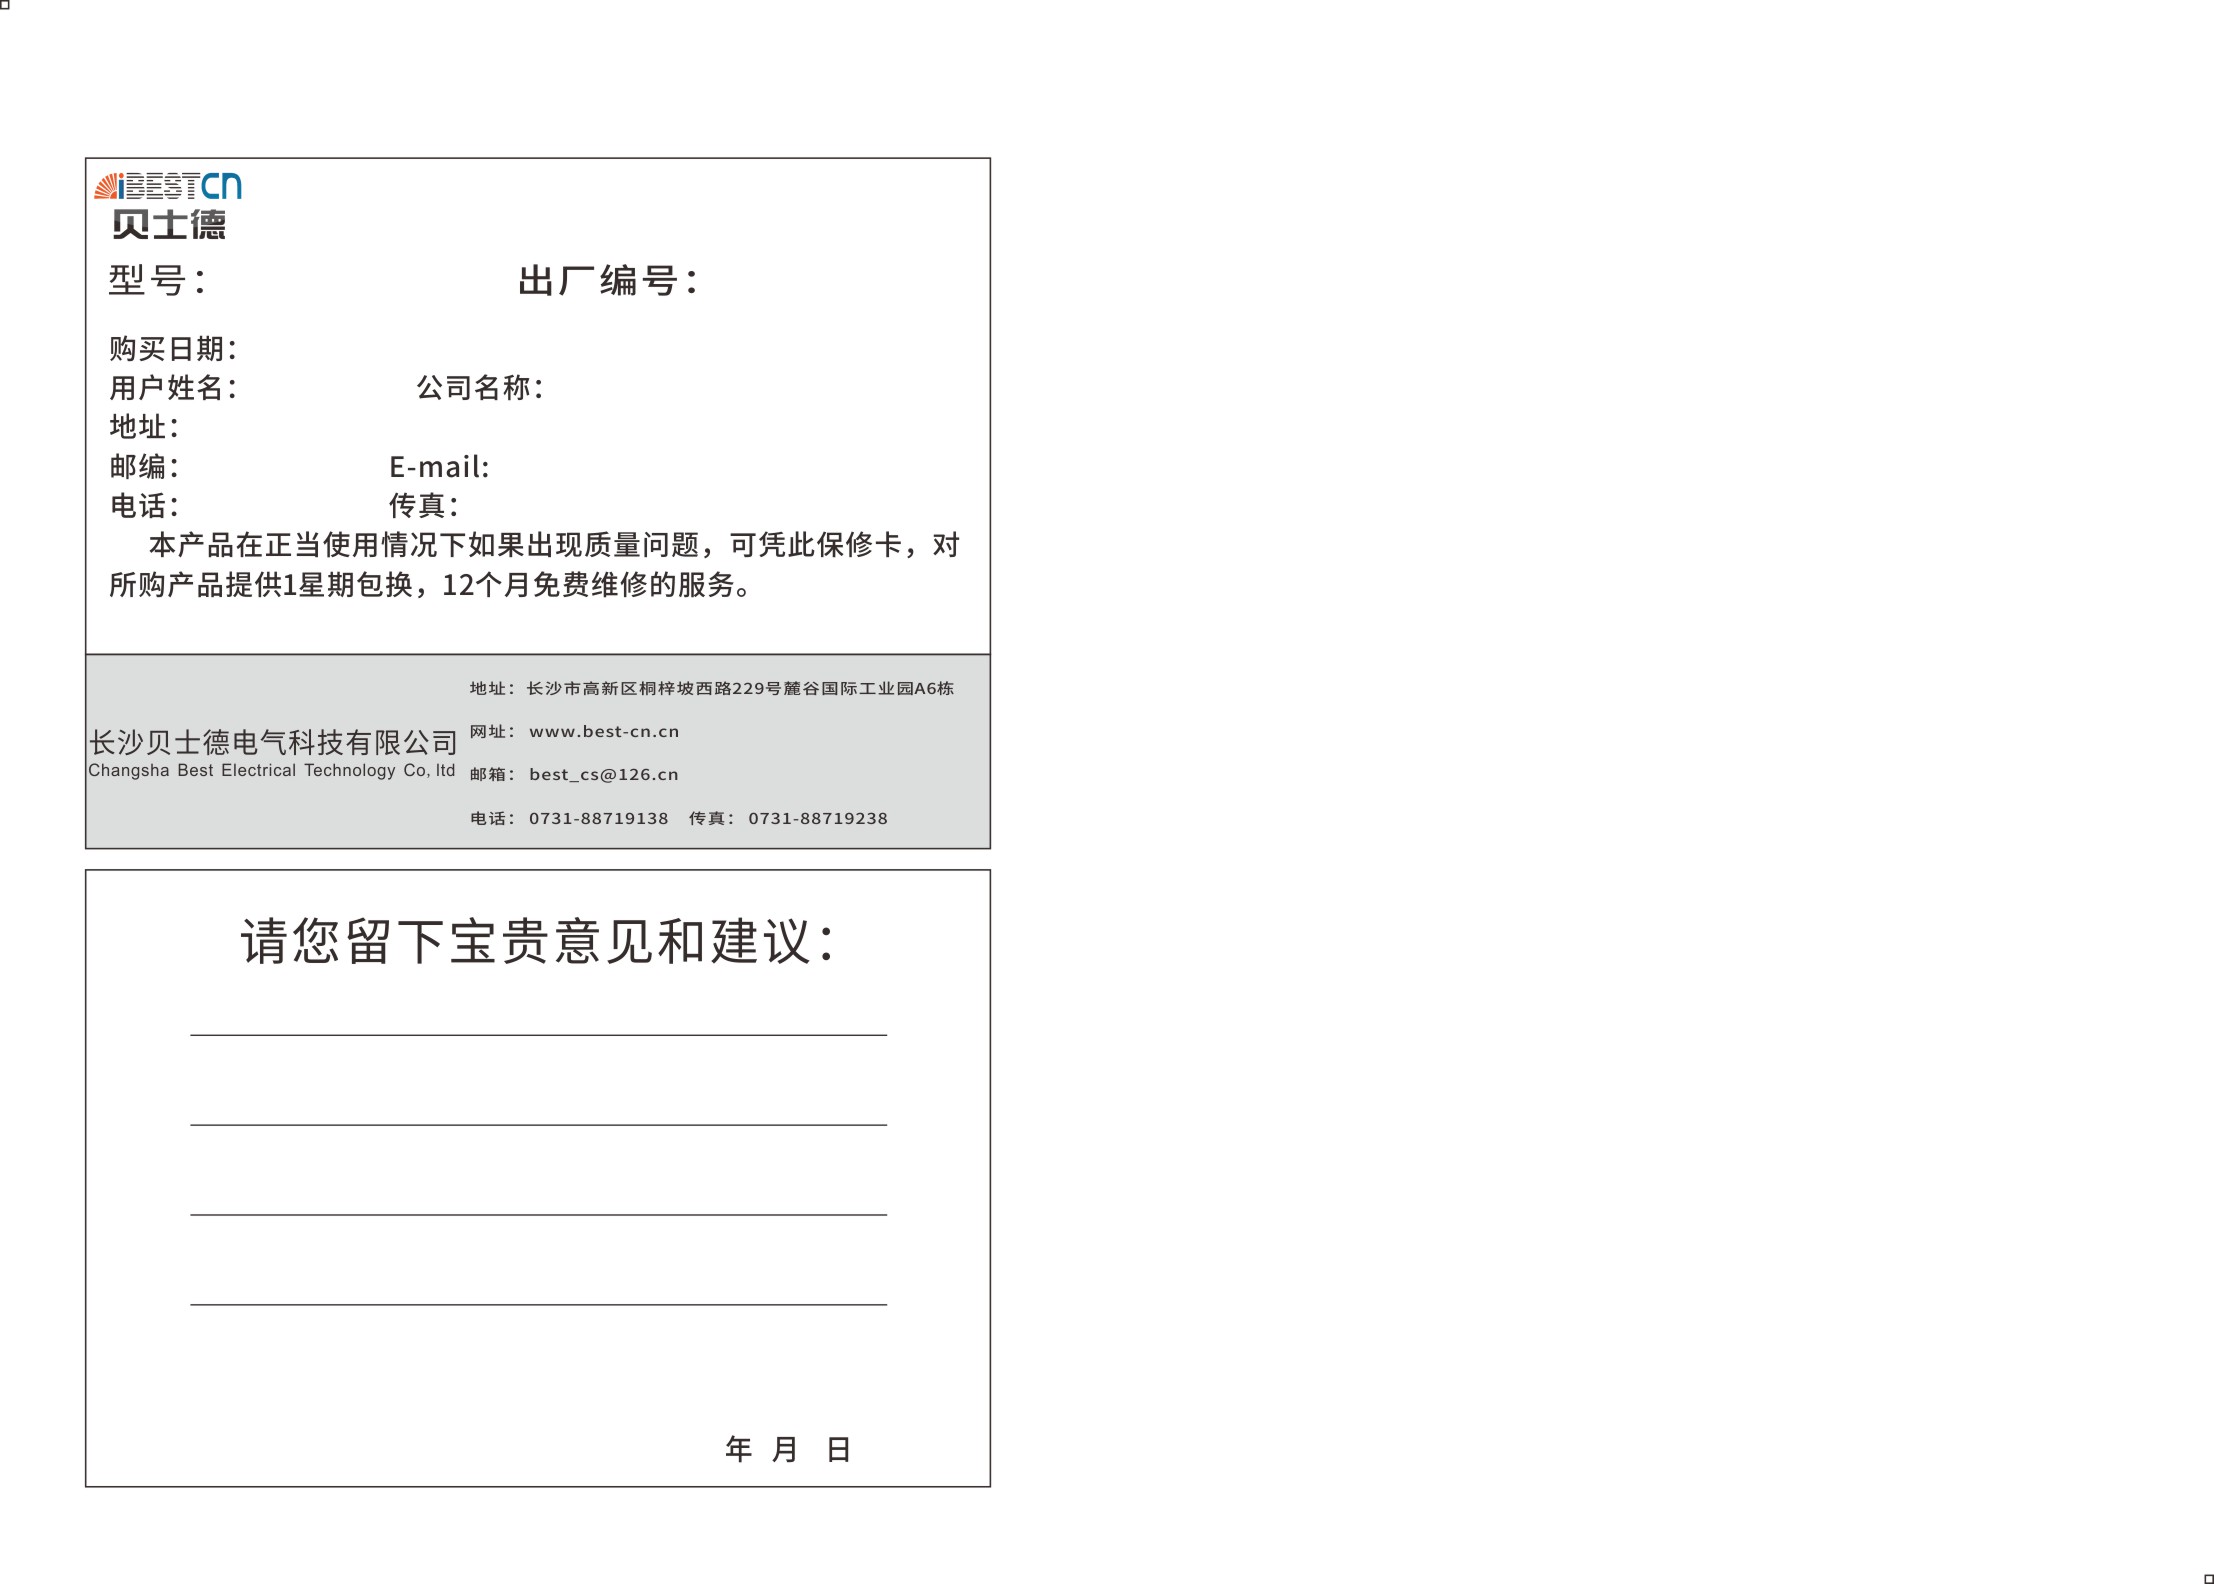 iBESTCN
贝士德
型号： 出厂编号：
购买日期：
用户姓名： 公司名称：
地址：
邮编： E-mail:
电话： 传真：
本产品在正当使用情况下如果出现质量问题，可凭此保修卡，对
所购产品提供1星期包换，12个月免费维修的服务。
长沙贝士德电气科技有限公司
Changsha Best Electrical Technology Co, ltd
地址：长沙市高新区桐梓坡西路229号麓谷国际工业园A6栋
网址： www.best-cn.cn
邮箱： best_cs@126.cn
电话： 0731-88719138 传真： 0731-88719238
请您留下宝贵意见和建议：
年 月 日